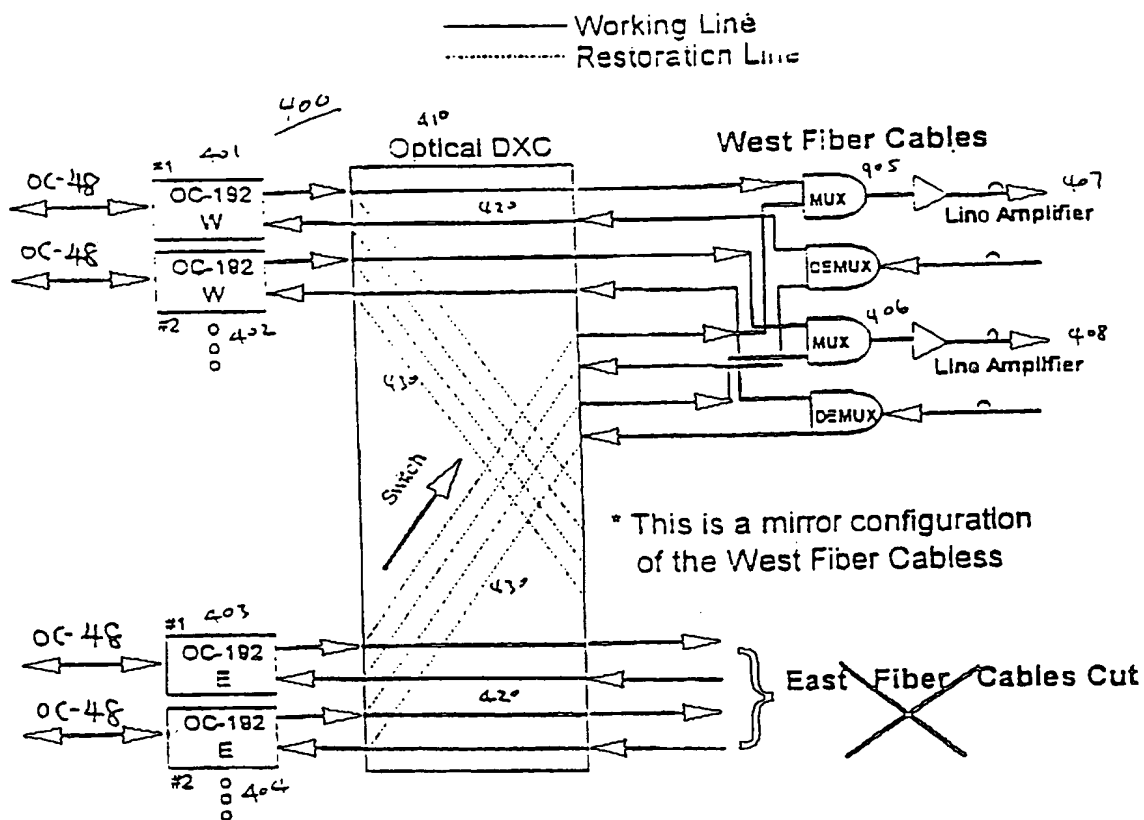 Working Line
Restoration Line
400
410
Optical DXC
West Fiber Cables
#1 401
OC-48
OC-192
W
420
MUX
905
407
Lino Amplifier
OC-48
OC-192
W
DEMUX
#2 402
406
MUX
408
Line Amplifier
430
DEMUX
Switch
* This is a mirror configuration
of the West Fiber Cabless
430
#1 403
OC-48
OC-192
E
East Fiber Cables Cut
420
OC-48
OC-192
E
#2 404